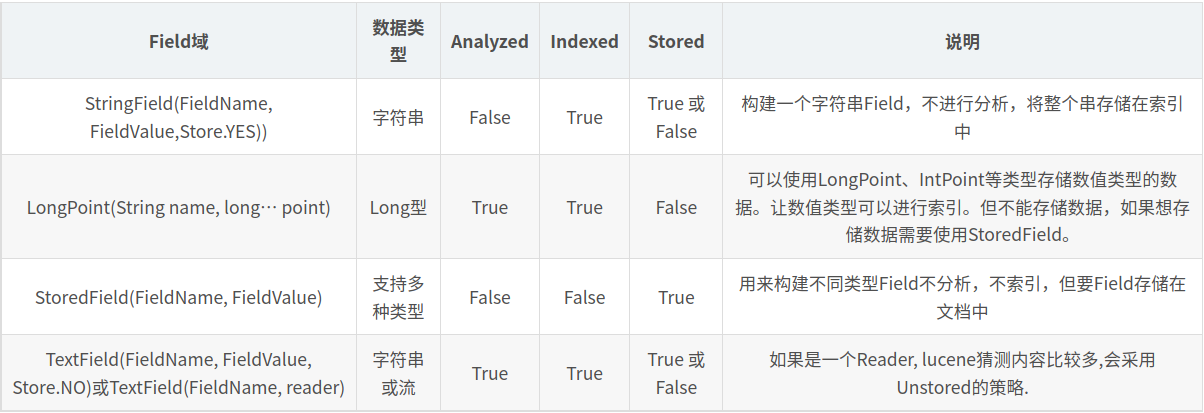 Field域
数据类
型
Analyzed
Indexed
Stored
说明
StringField(FieldName,
FieldValue,Store.YES))
字符串
False
True
True 或
False
构建一个字符串Field，不进行分析，将整个串存储在索引
中
LongPoint(String name, long… point)
Long型
True
True
False
可以使用LongPoint、IntPoint等类型存储数值类型的数
据。让数值类型可以进行索引。但不能存储数据，如果想存
储数据需要使用StoredField。
StoredField(FieldName, FieldValue)
支持多
种类型
False
False
True
用来构建不同类型Field不分析，不索引，但要Field存储在
文档中
TextField(FieldName, FieldValue,
Store.NO)或TextField(FieldName, reader)
字符串
或流
True
True
True 或
False
如果是一个Reader, lucene猜测内容比较多,会采用
Unstored的策略.